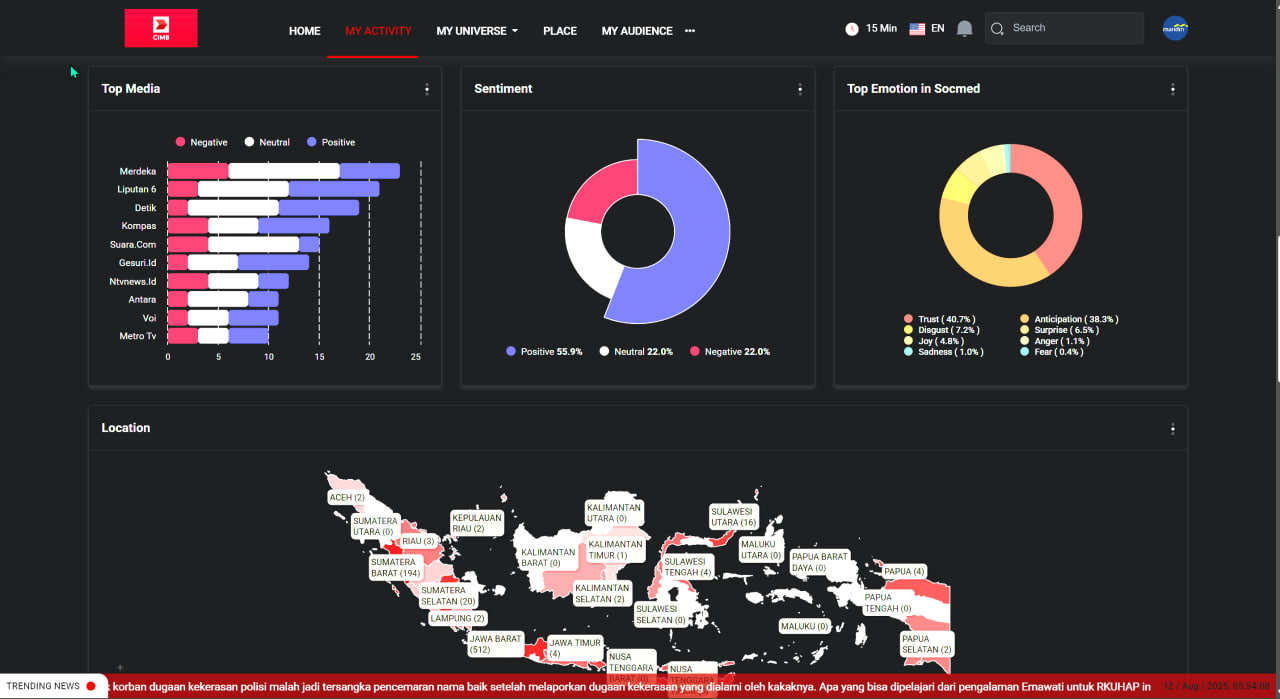 CIMB
HOME
MY ACTIVITY
MY UNIVERSE
PLACE
MY AUDIENCE
15 Min
EN
Search
mandiri
Top Media
Negative
Neutral
Positive
Merdeka
Liputan 6
Detik
Kompas
Suara.Com
Gesuri.Id
Ntvnews.Id
Antara
Voi
Metro Tv
0
5
10
15
20
25
Sentiment
Positive 55.9%
Neutral 22.0%
Negative 22.0%
Top Emotion in Socmed
Trust ( 40.7% )
Anticipation ( 38.3% )
Disgust ( 7.2% )
Surprise ( 6.5% )
Joy ( 4.8% )
Anger ( 1.1% )
Sadness ( 1.0% )
Fear ( 0.4% )
Location
ACEH (2)
SUMATERA
UTARA (0)
RIAU (3)
KEPULAUAN
RIAU (2)
SUMATERA
BARAT (194)
SUMATERA
SELATAN (20)
LAMPUNG (2)
JAWA BARAT
(512)
JAWA TIMUR
(4)
KALIMANTAN
UTARA (0)
KALIMANTAN
BARAT (0)
KALIMANTAN
TIMUR (1)
KALIMANTAN
SELATAN (2)
SULAWESI
UTARA (16)
SULAWESI
TENGAH (4)
SULAWESI
SELATAN (0)
NUSA
TENGGARA
BARAT (0)
NUSA
TENGGARA
MALUKU
UTARA (0)
MALUKU (0)
PAPUA BARAT
DAYA (0)
PAPUA (4)
PAPUA
TENGAH (0)
PAPUA
SELATAN (2)
TRENDING NEWS
korban dugaan kekerasan polisi malah jadi tersangka pencemaran nama baik setelah melaporkan dugaan kekerasan yang dialami oleh kakaknya. Apa yang bisa dipelajari dari pengalaman Emawati untuk RKUHAP in
12 / Aug / 2025, 05:54:08